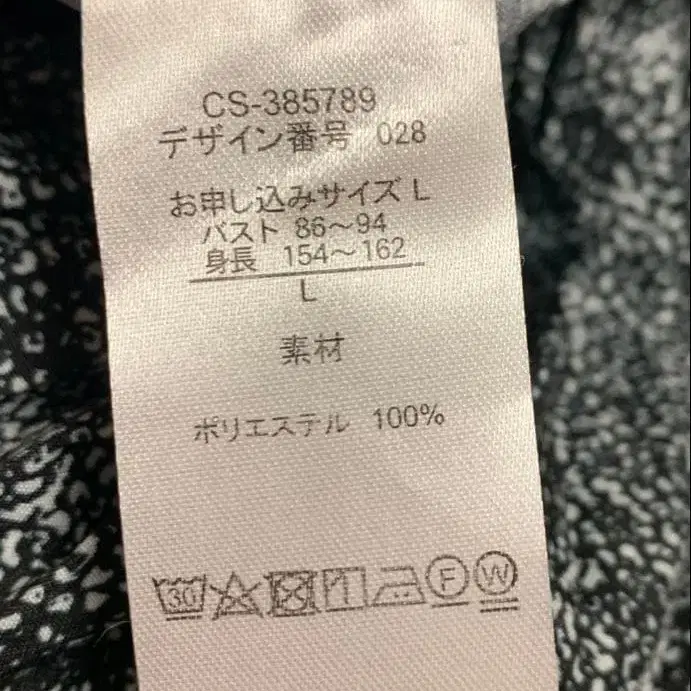 CS-385789
デザイン番号 028
お申し込みサイズ L
バスト 86～94
身長 154～162
L
素材
ポリエステル 100%
30 F W